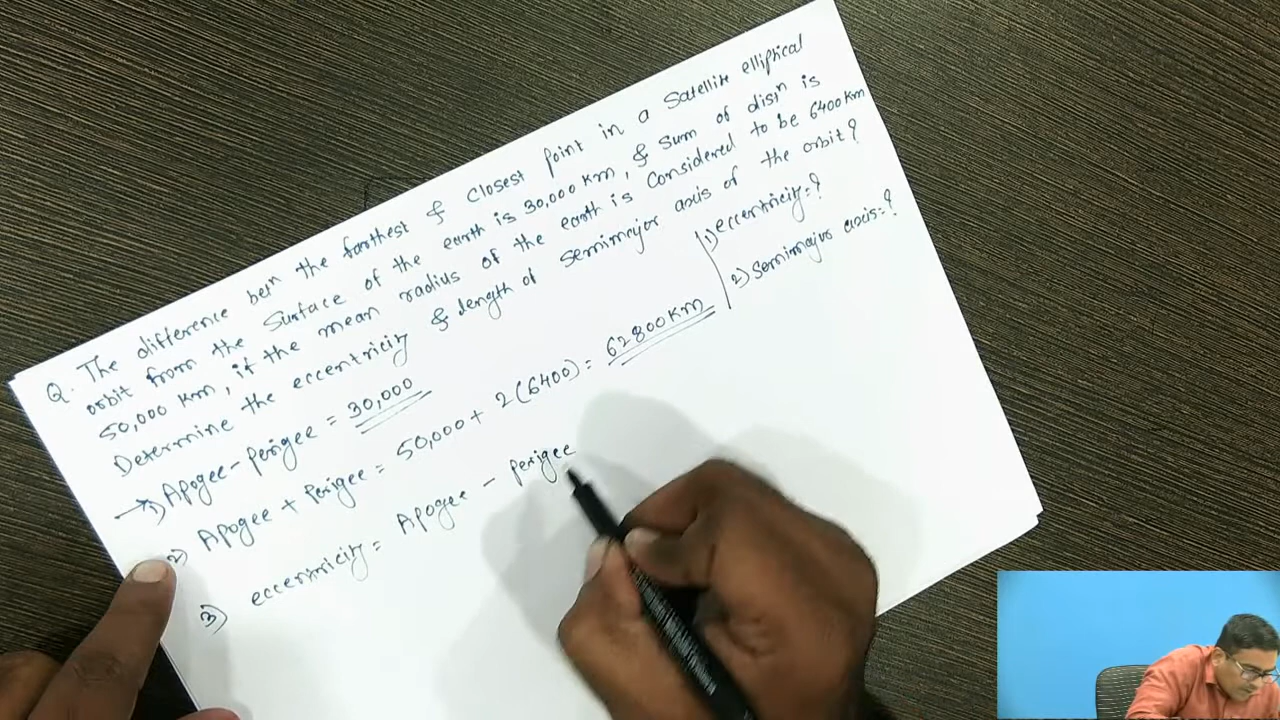 Q. The difference betn the farthest & closest point in a satellite elliptical
orbit from the surface of the earth is 30,000 km, & sum of distn is
50,000 km, if the mean radius of the earth is considered to be 6400 km
Determine the eccentricity & length of semimajor axis of the orbit?
→ 1) Apogee - perigee = 30,000
2) Apogee + perigee = 50,000 + 2(6400) = 62800 km
1) eccentricity = ?
2) semimajor axis = ?
3) eccentricity = Apogee - perigee